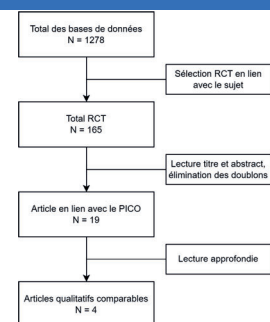 Total des bases de données
N = 1278
Sélection RCT en lien
avec le sujet
Total RCT
N = 165
Lecture titre et abstract,
élimination des doublons
Article en lien avec le PICO
N = 19
Lecture approfondie
Articles qualitatifs comparables
N = 4